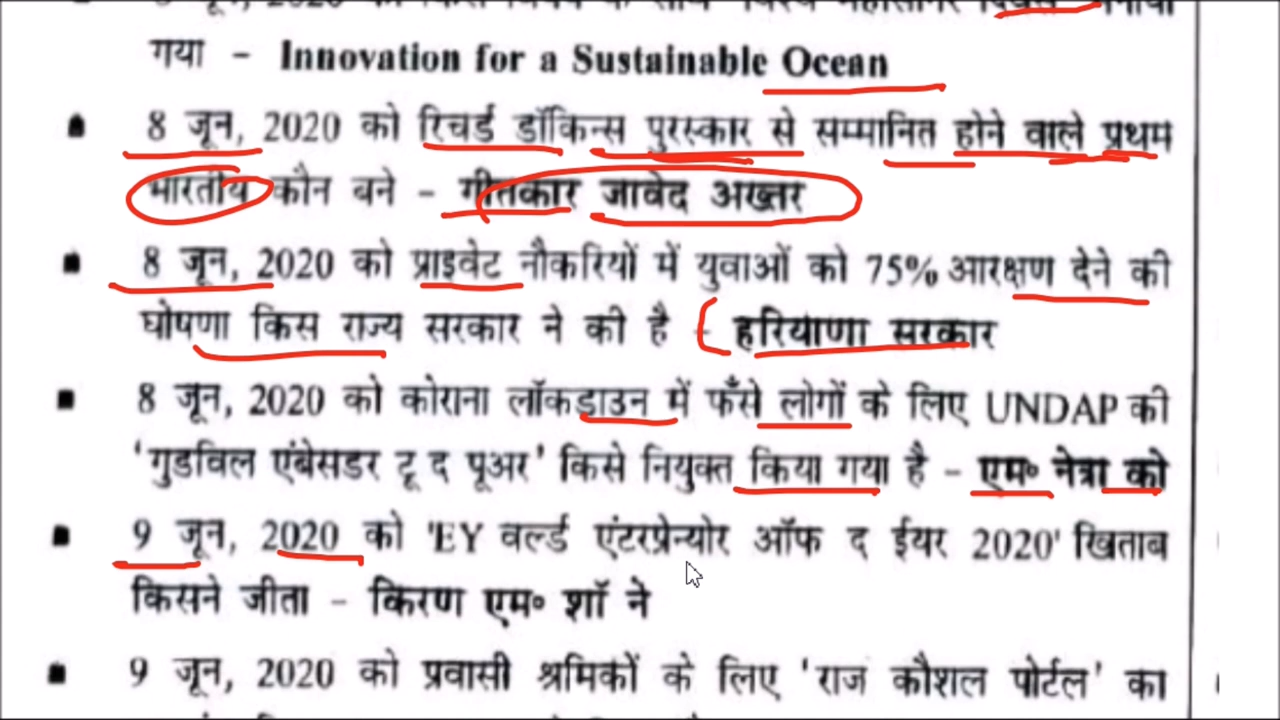 गया – Innovation for a Sustainable Ocean
8 जून, 2020 को रिचर्ड डॉकिन्स पुरस्कार से सम्मानित होने वाले प्रथम
भारतीय कौन बने – गीतकार जावेद अख्तर
8 जून, 2020 को प्राइवेट नौकरियों में युवाओं को 75% आरक्षण देने की
घोषणा किस राज्य सरकार ने की है – हरियाणा सरकार
8 जून, 2020 को कोराना लॉकडाउन में फँसे लोगों के लिए UNDAP की
'गुडविल एंबेसडर टू द पूअर' किसे नियुक्त किया गया है – एम॰ नेत्रा को
9 जून, 2020 को 'EY वर्ल्ड एंटरप्रेन्योर ऑफ द ईयर 2020' खिताब
किसने जीता – किरण एम॰ शॉ ने
9 जून, 2020 को प्रवासी श्रमिकों के लिए 'राज कौशल पोर्टल' का